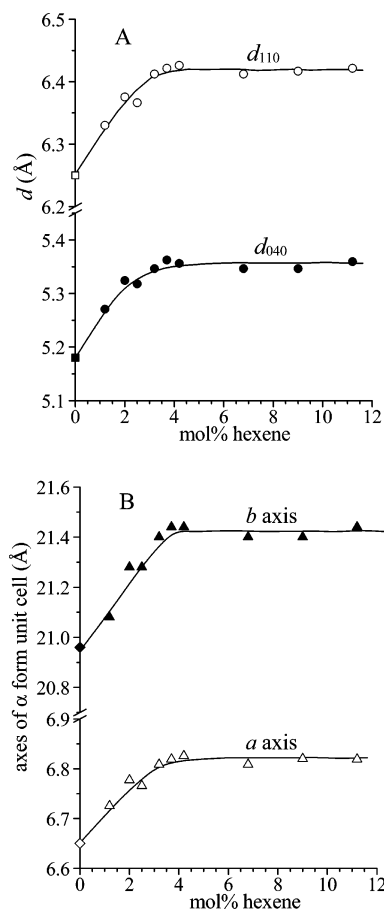 A
6.5
6.4
6.3
6.2
5.4
5.3
5.2
5.1
d (Å)
d₁₁₀
d₀₄₀
0 2 4 6 8 10 12
mol% hexene
B
21.6
21.4
21.2
21.0
20.8
6.9
6.8
6.7
6.6
axes of α form unit cell (Å)
b axis
a axis
0 2 4 6 8 10 12
mol% hexene